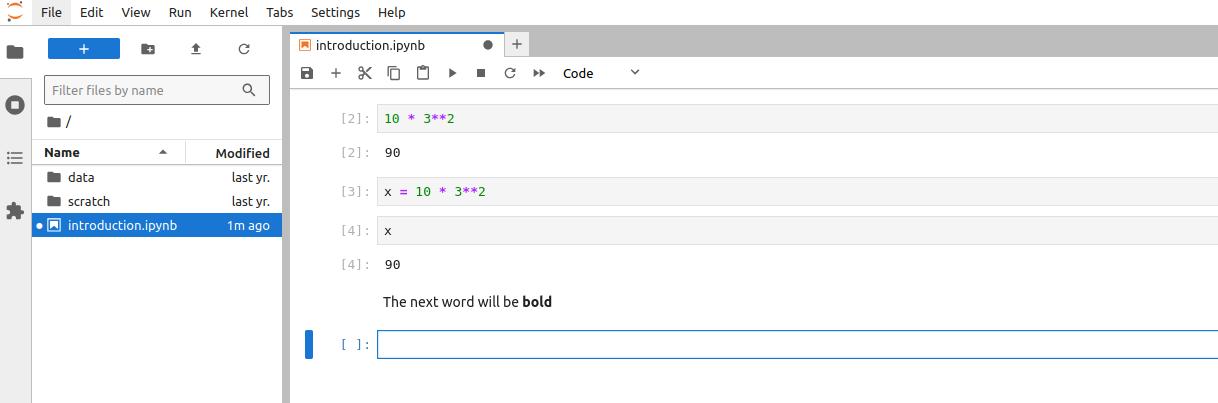 File Edit View Run Kernel Tabs Settings Help
introduction.ipynb
Code
Filter files by name
/
Name Modified
data last yr.
scratch last yr.
introduction.ipynb 1m ago
[2]: 10 * 3**2
[2]: 90
[3]: x = 10 * 3**2
[4]: x
[4]: 90
The next word will be bold
[ ]: